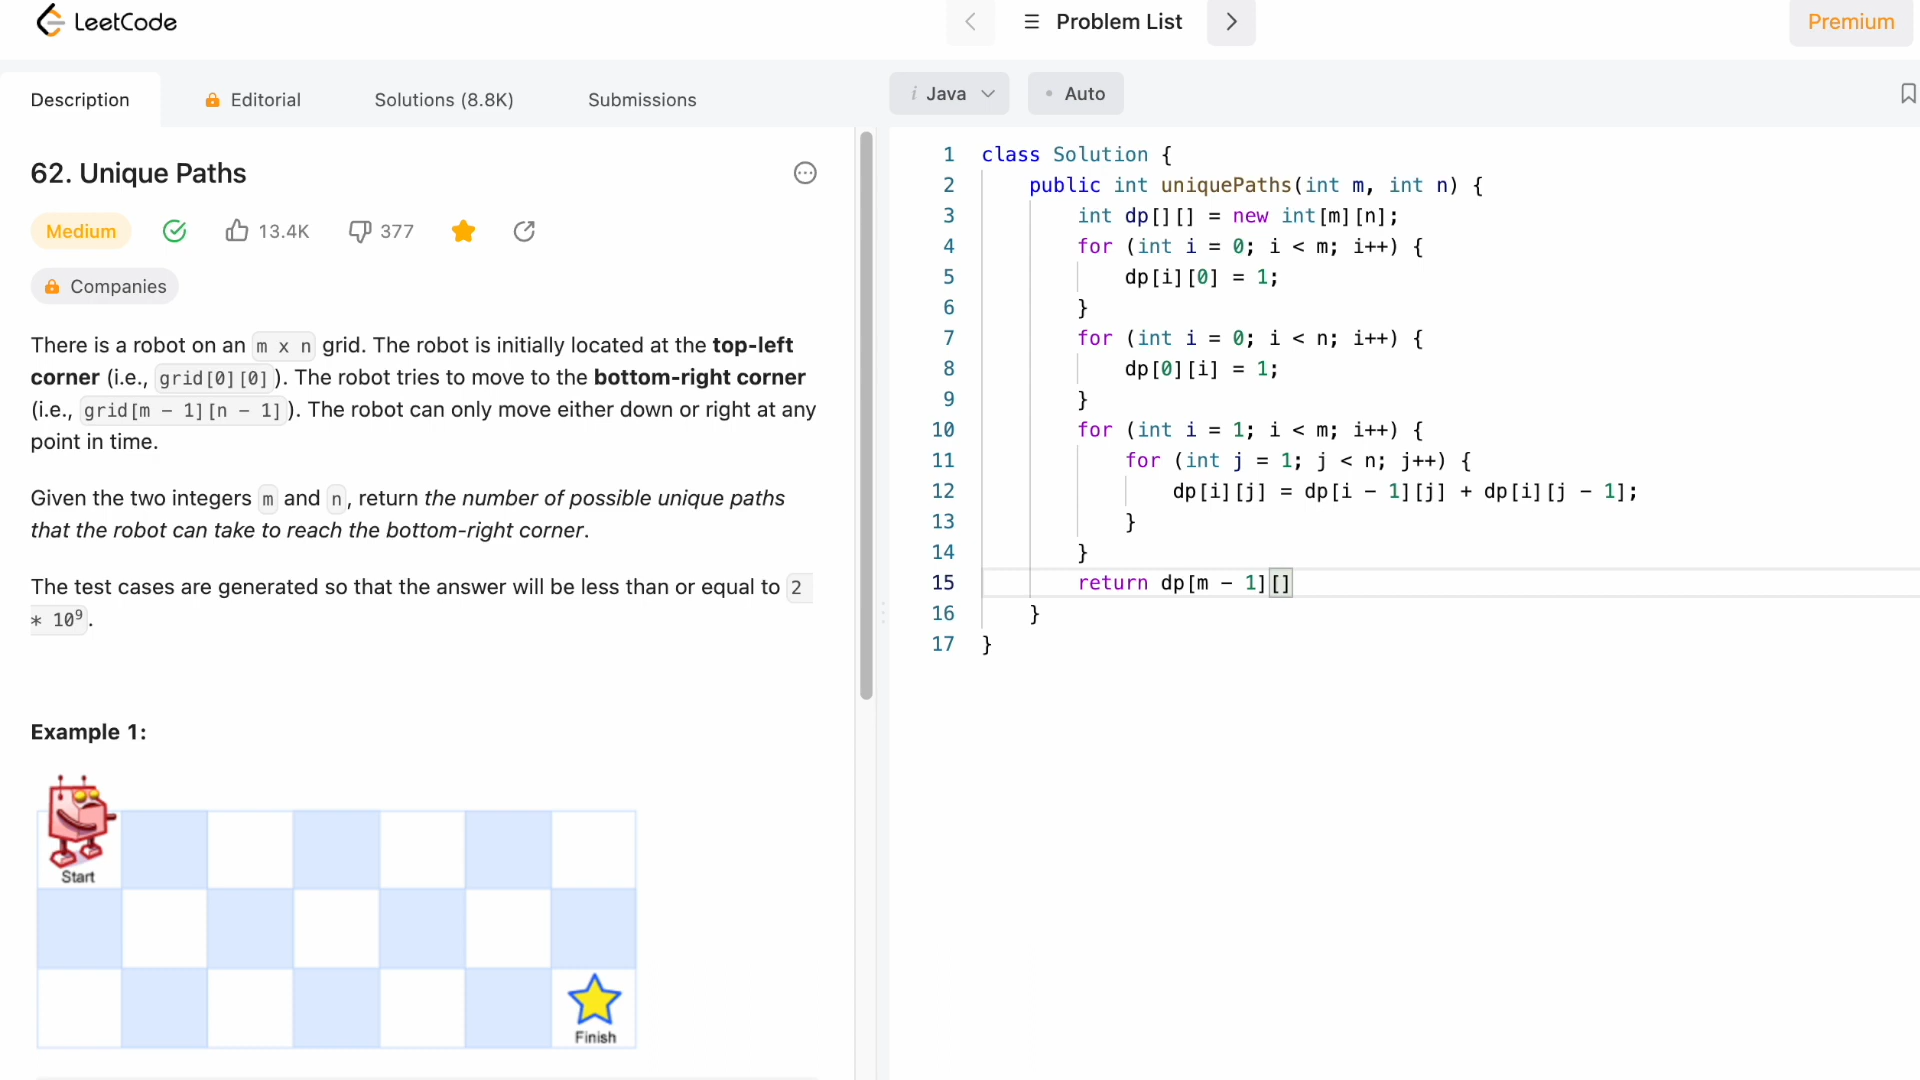 LeetCode
Problem List
Premium
Description
Editorial
Solutions (8.8K)
Submissions
i Java
Auto
62. Unique Paths
Medium
13.4K
377
Companies
There is a robot on an m x n grid. The robot is initially located at the top-left
corner (i.e., grid[0][0]). The robot tries to move to the bottom-right corner
(i.e., grid[m - 1][n - 1]). The robot can only move either down or right at any
point in time.
Given the two integers m and n, return the number of possible unique paths
that the robot can take to reach the bottom-right corner.
The test cases are generated so that the answer will be less than or equal to 2
* 10⁹.
Example 1:
Start
Finish
1 class Solution {
2 public int uniquePaths(int m, int n) {
3 int dp[][] = new int[m][n];
4 for (int i = 0; i < m; i++) {
5 dp[i][0] = 1;
6 }
7 for (int i = 0; i < n; i++) {
8 dp[0][i] = 1;
9 }
10 for (int i = 1; i < m; i++) {
11 for (int j = 1; j < n; j++) {
12 dp[i][j] = dp[i - 1][j] + dp[i][j - 1];
13 }
14 }
15 return dp[m - 1][]
16 }
17 }